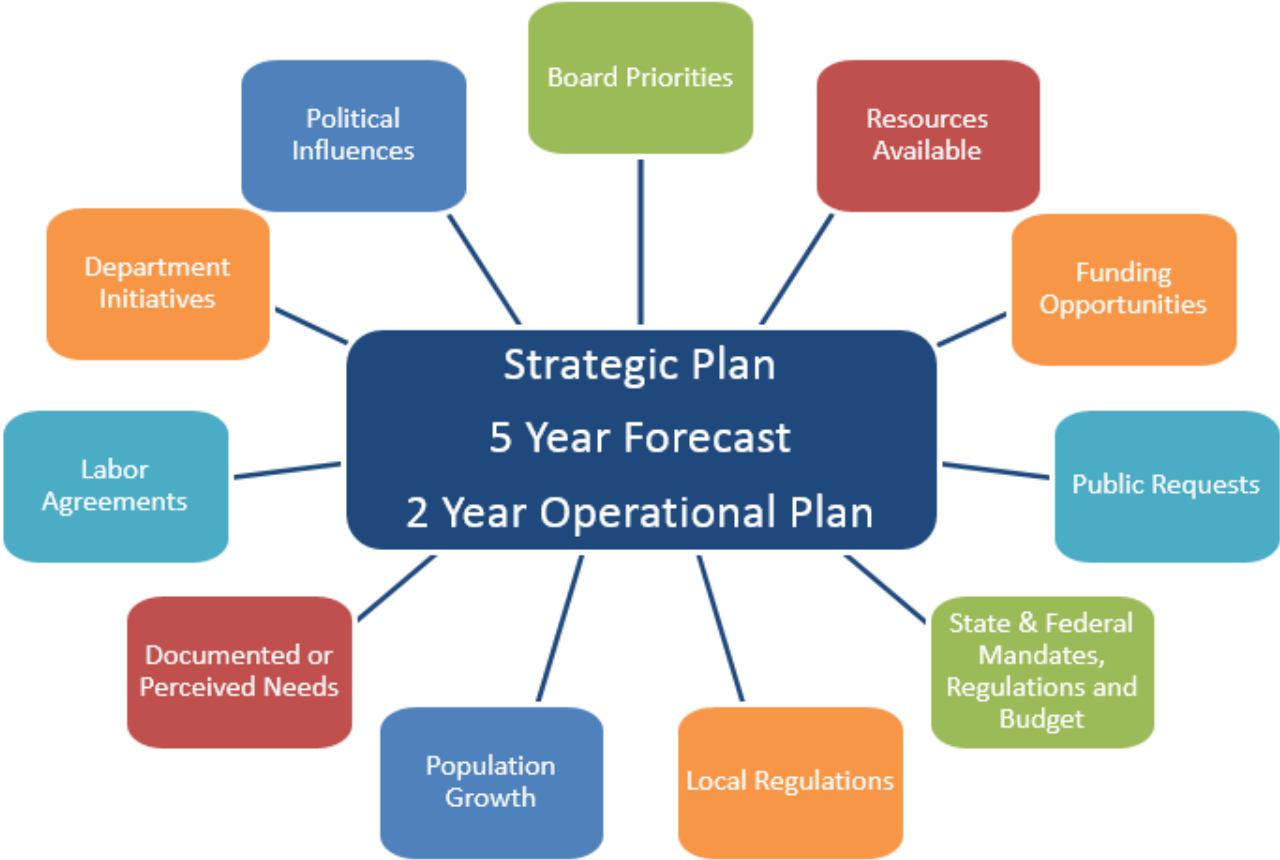 Board Priorities
Political
Influences
Resources
Available
Department
Initiatives
Funding
Opportunities
Strategic Plan
5 Year Forecast
2 Year Operational Plan
Labor
Agreements
Public Requests
Documented or
Perceived Needs
State & Federal
Mandates,
Regulations and
Budget
Population
Growth
Local Regulations